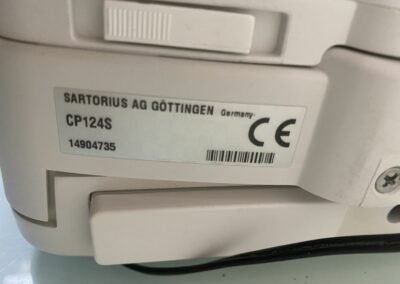 SARTORIUS AG GÖTTINGEN Germany
CP124S
CE
14904735